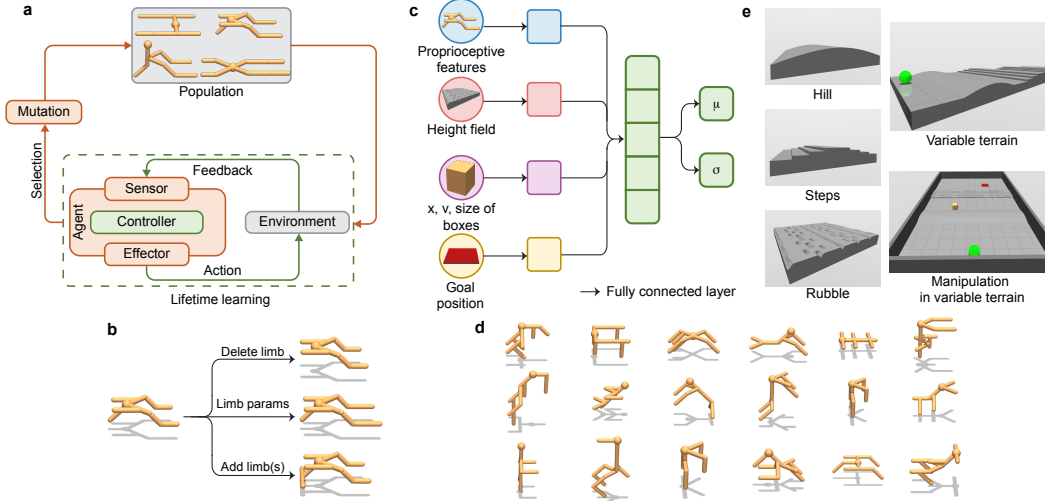 a
Population
Mutation
Selection
Feedback
Sensor
Agent
Controller
Environment
Effector
Action
Lifetime learning
b
Delete limb
Limb params
Add limb(s)
c
Proprioceptive
features
Height field
x, v, size of
boxes
Goal
position
μ
σ
Fully connected layer
d
e
Hill
Steps
Rubble
Variable terrain
Manipulation
in variable terrain